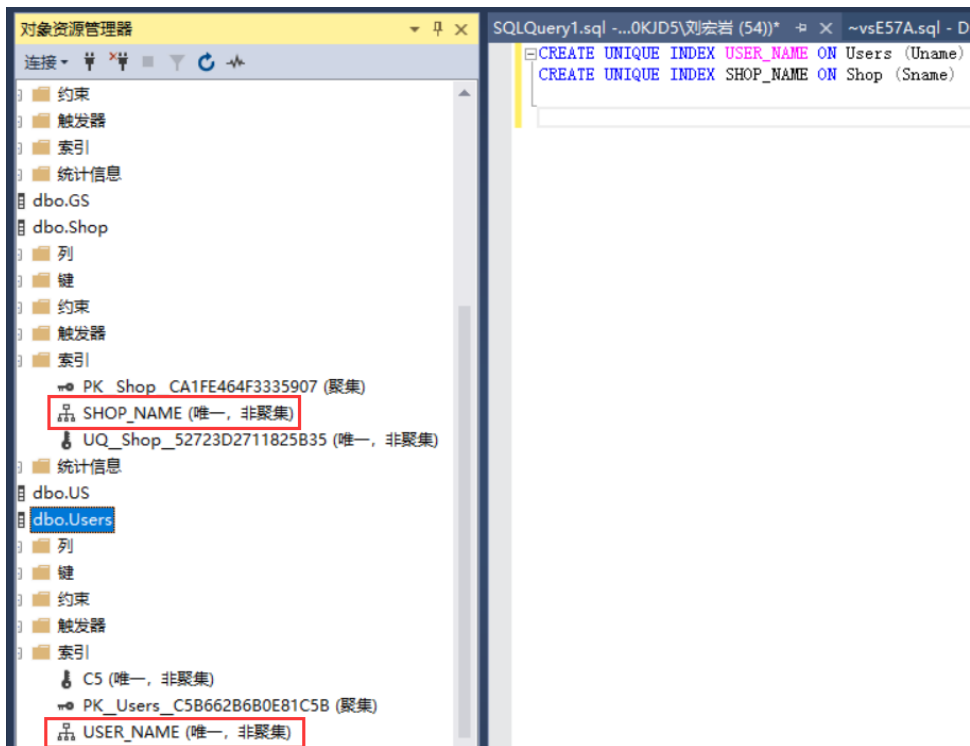 对象资源管理器
连接
约束
触发器
索引
统计信息
dbo.GS
dbo.Shop
列
键
约束
触发器
索引
PK__Shop__CA1FE464F3335907 (聚集)
SHOP_NAME (唯一，非聚集)
UQ__Shop__52723D2711825B35 (唯一，非聚集)
统计信息
dbo.US
dbo.Users
列
键
约束
触发器
索引
C5 (唯一，非聚集)
PK__Users__C5B662B6B0E81C5B (聚集)
USER_NAME (唯一，非聚集)
SQLQuery1.sql -...0KJD5\刘宏岩 (54))* ~vsE57A.sql - D
CREATE UNIQUE INDEX USER_NAME ON Users (Uname)
CREATE UNIQUE INDEX SHOP_NAME ON Shop (Sname)